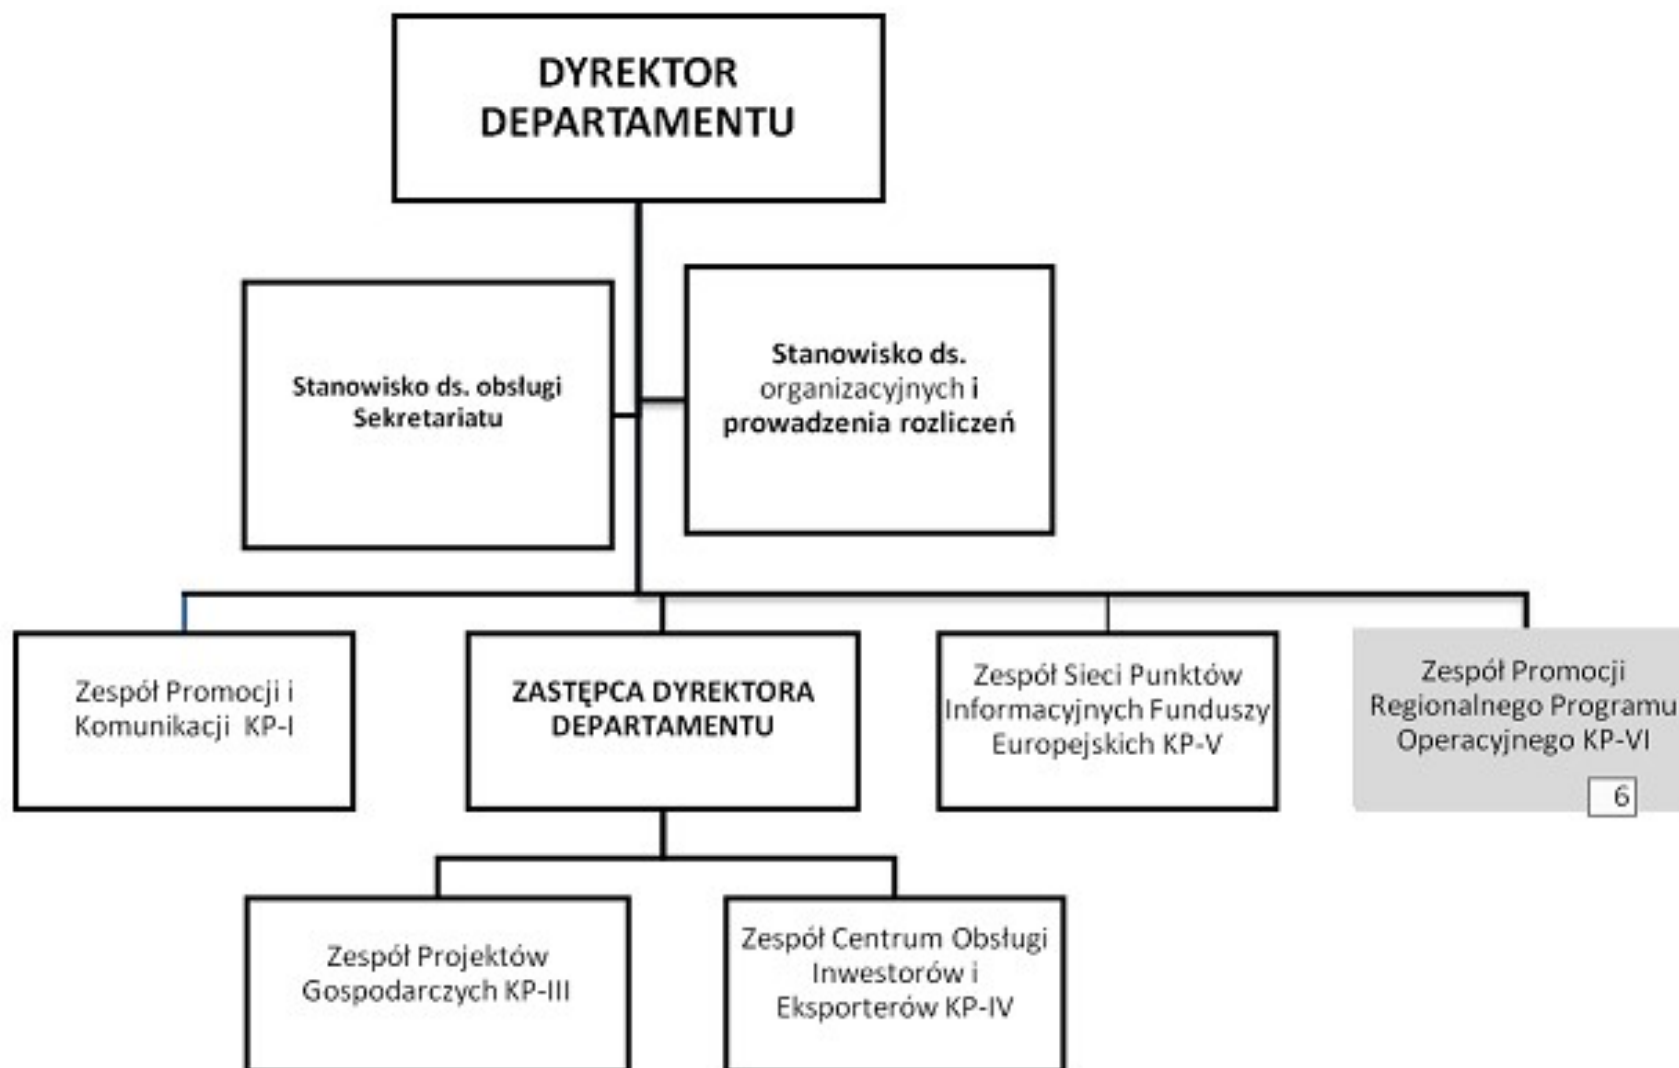 DYREKTOR
DEPARTAMENTU
Stanowisko ds. obsługi
Sekretariatu
Stanowisko ds.
organizacyjnych i
prowadzenia rozliczeń
Zespół Promocji i
Komunikacji KP-I
ZASTĘPCA DYREKTORA
DEPARTAMENTU
Zespół Sieci Punktów
Informacyjnych Funduszy
Europejskich KP-V
Zespół Promocji
Regionalnego Programu
Operacyjnego KP-VI
6
Zespół Projektów
Gospodarczych KP-III
Zespół Centrum Obsługi
Inwestorów i
Eksporterów KP-IV